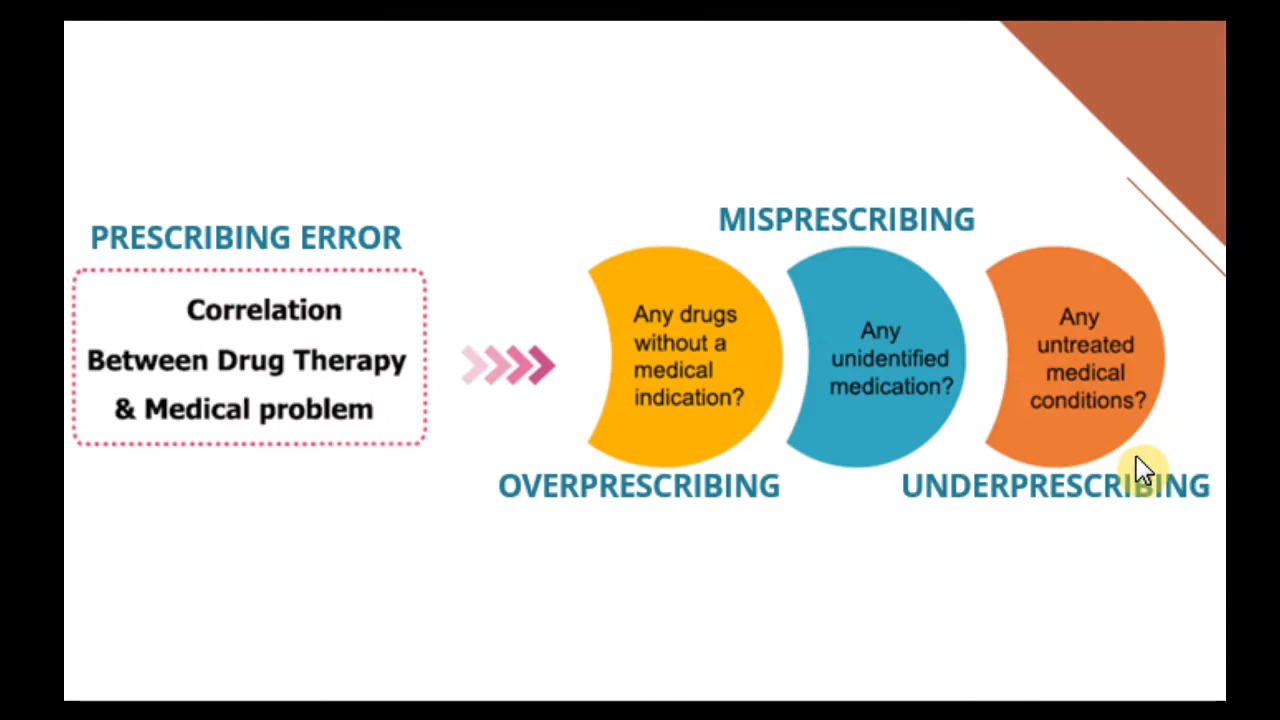 PRESCRIBING ERROR
Correlation
Between Drug Therapy
& Medical problem
MISPRESCRIBING
Any drugs
without a
medical
indication?
Any
unidentified
medication?
Any
untreated
medical
conditions?
OVERPRESCRIBING
UNDERPRESCRIBING